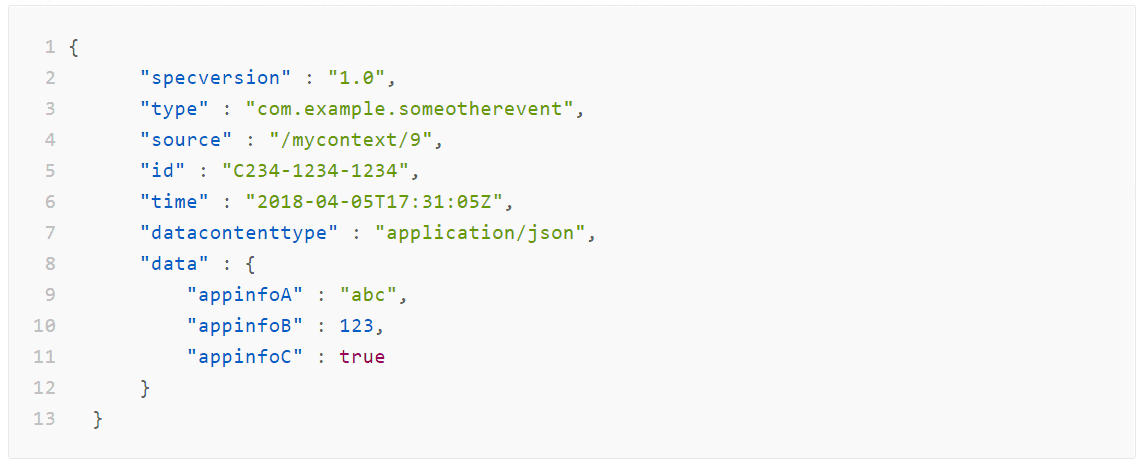 1 {
2 "specversion" : "1.0",
3 "type" : "com.example.someotherevent",
4 "source" : "/mycontext/9",
5 "id" : "C234-1234-1234",
6 "time" : "2018-04-05T17:31:05Z",
7 "datacontenttype" : "application/json",
8 "data" : {
9 "appinfoA" : "abc",
10 "appinfoB" : 123,
11 "appinfoC" : true
12 }
13 }